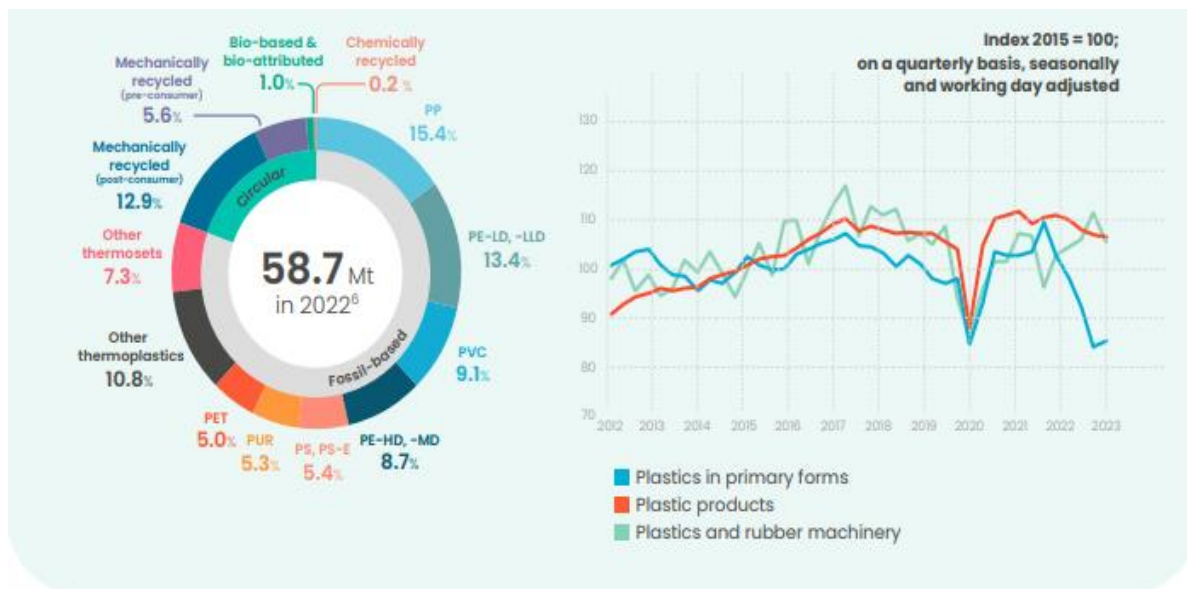 Bio-based &
bio-attributed
1.0%
Chemically
recycled
0.2 %
Mechanically
recycled
(pre-consumer)
5.6%
PP
15.4%
Mechanically
recycled
(post-consumer)
12.9%
Circular
PE-LD, -LLD
13.4%
Other
thermosets
7.3%
58.7 Mt
in 2022⁶
Other
thermoplastics
10.8%
Fossil-based
PVC
9.1%
PET
5.0%
PUR
5.3%
PS, PS-E
5.4%
PE-HD, -MD
8.7%
Index 2015 = 100;
on a quarterly basis, seasonally
and working day adjusted
130
120
110
100
90
80
70
2012 2013 2014 2015 2016 2017 2018 2019 2020 2021 2022 2023
Plastics in primary forms
Plastic products
Plastics and rubber machinery